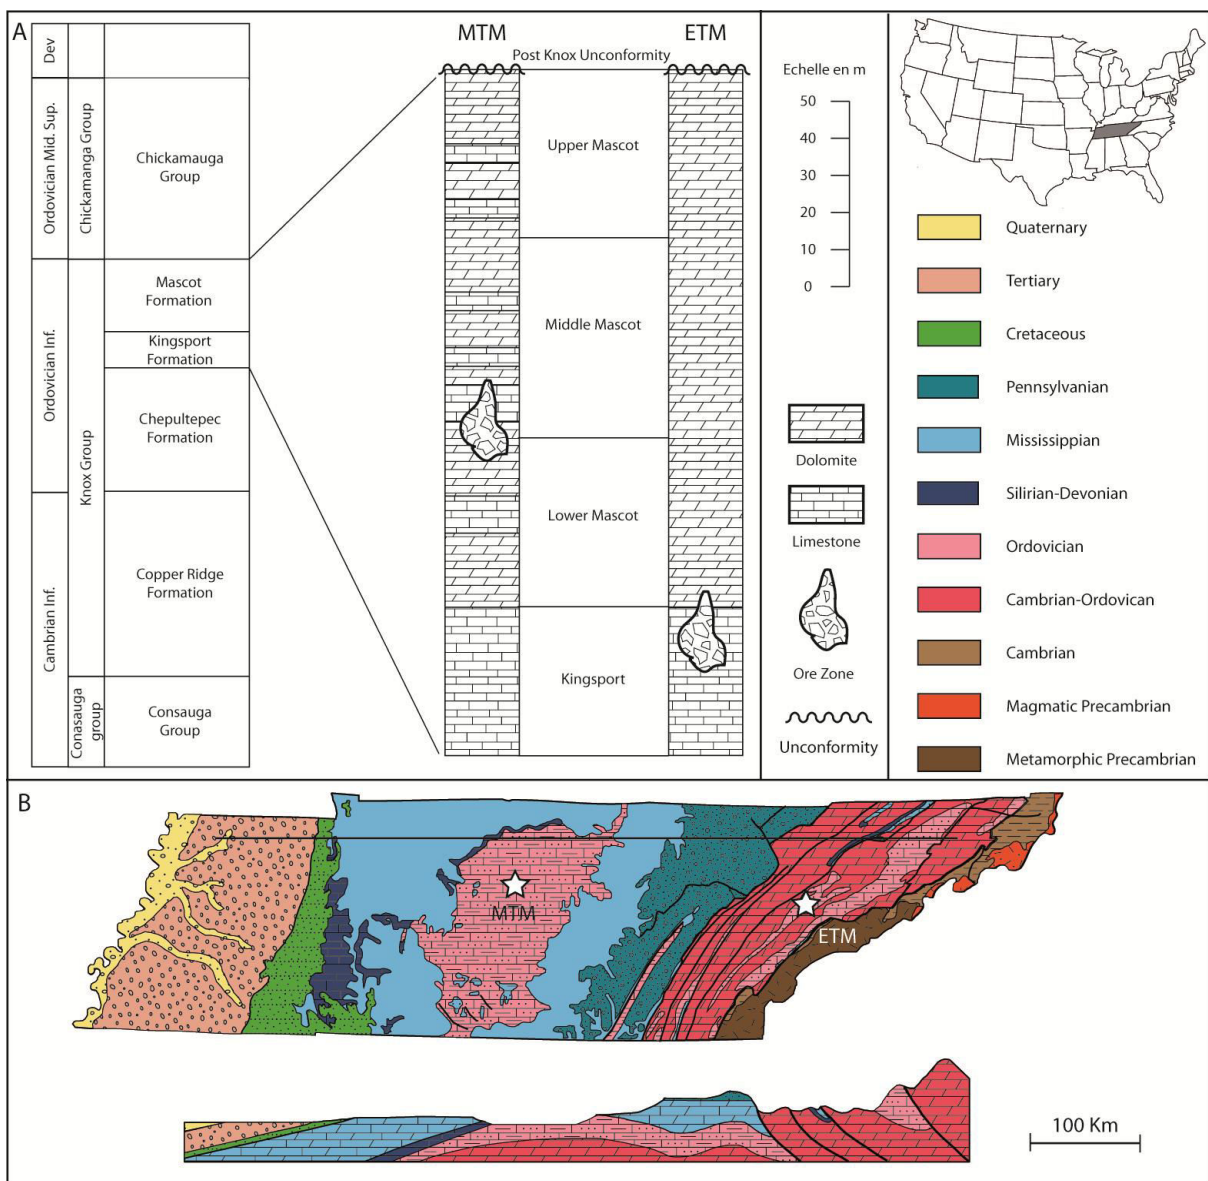 A
Dev
Ordovician Mid. Sup.
Ordovician Inf.
Cambrian Inf.
Chickamanga Group
Knox Group
Conasauga
group
Chickamauga
Group
Mascot
Formation
Kingsport
Formation
Chepultepec
Formation
Copper Ridge
Formation
Consauga
Group
MTM
ETM
Post Knox Unconformity
Upper Mascot
Middle Mascot
Lower Mascot
Kingsport
Echelle en m
50
40
30
20
10
0
Dolomite
Limestone
Ore Zone
Unconformity
Quaternary
Tertiary
Cretaceous
Pennsylvanian
Mississippian
Silirian-Devonian
Ordovician
Cambrian-Ordovican
Cambrian
Magmatic Precambrian
Metamorphic Precambrian
B
MTM
ETM
100 Km